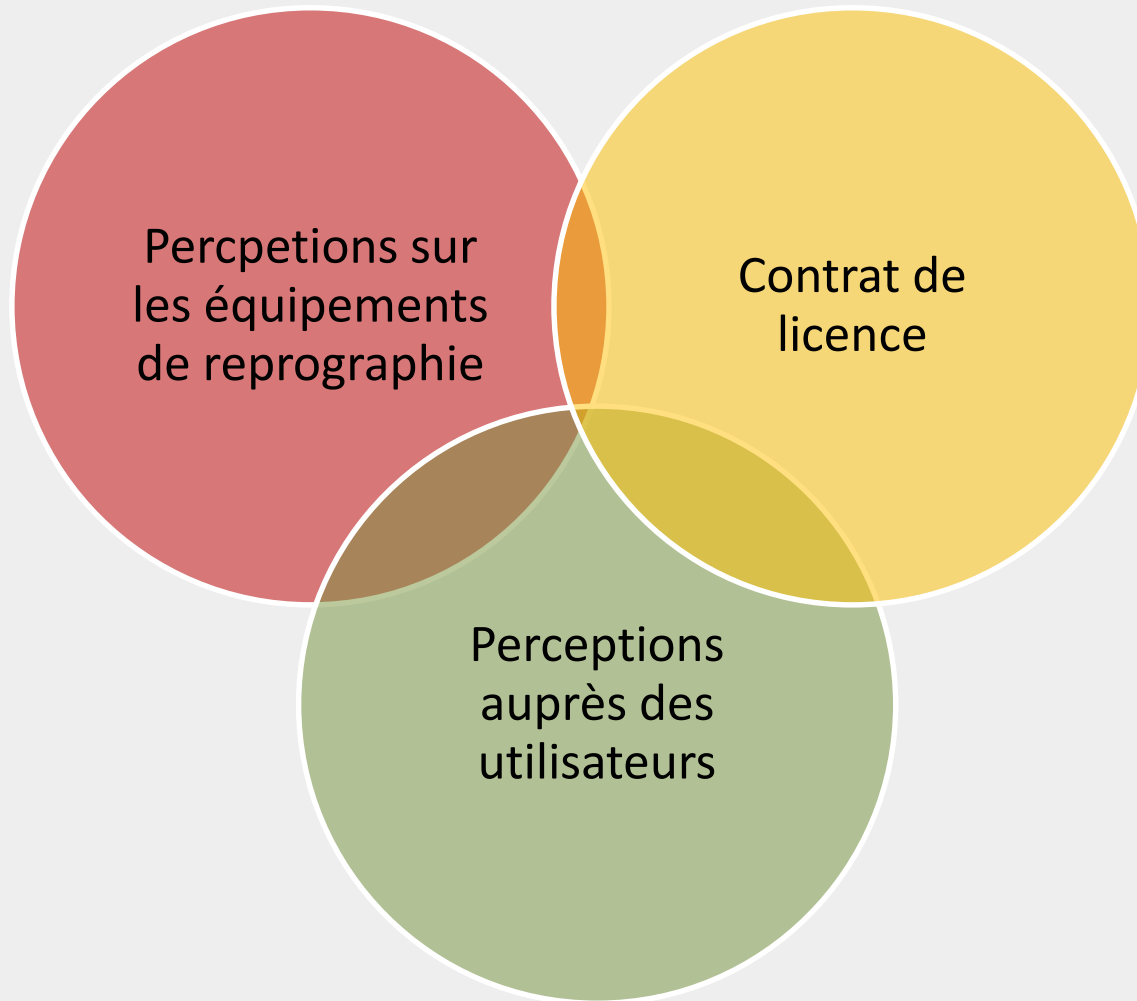 Percpetions sur
les équipements
de reprographie
Contrat de
licence
Perceptions
auprès des
utilisateurs